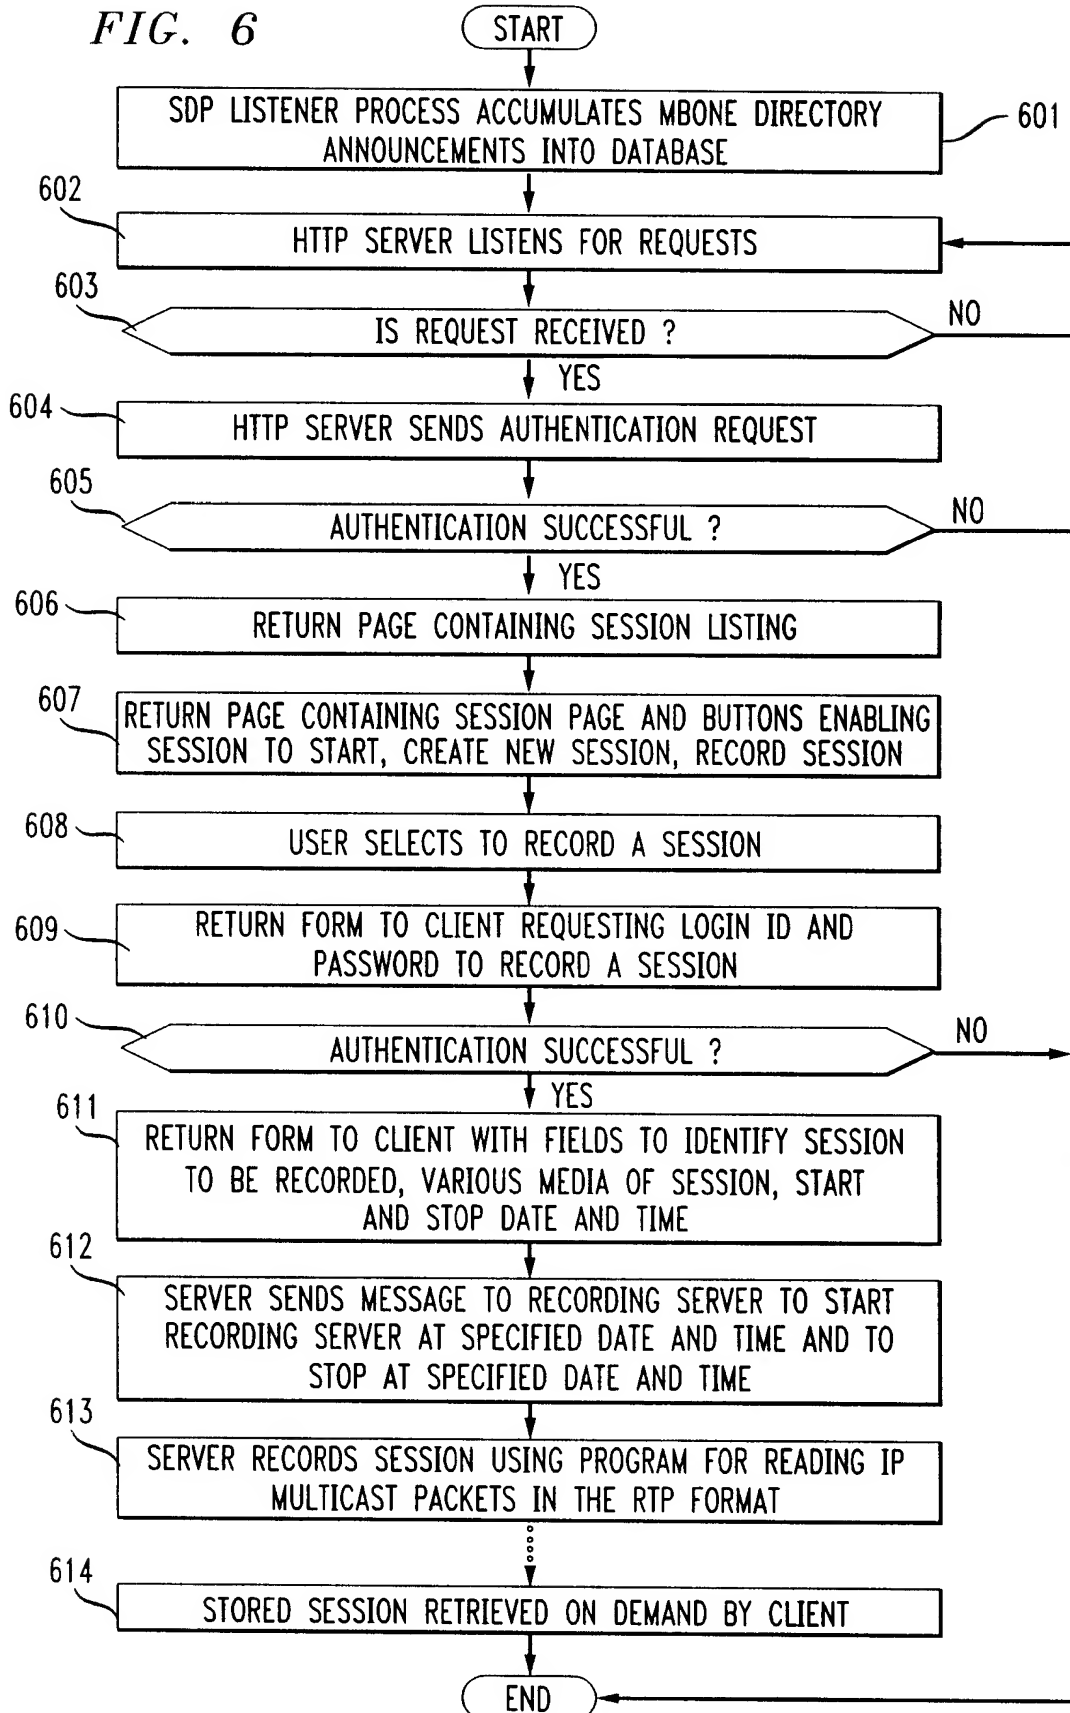 FIG. 6
START
SDP LISTENER PROCESS ACCUMULATES MBONE DIRECTORY
ANNOUNCEMENTS INTO DATABASE
601
602
HTTP SERVER LISTENS FOR REQUESTS
603
IS REQUEST RECEIVED ?
NO
YES
604
HTTP SERVER SENDS AUTHENTICATION REQUEST
605
AUTHENTICATION SUCCESSFUL ?
NO
YES
606
RETURN PAGE CONTAINING SESSION LISTING
607
RETURN PAGE CONTAINING SESSION PAGE AND BUTTONS ENABLING
SESSION TO START, CREATE NEW SESSION, RECORD SESSION
608
USER SELECTS TO RECORD A SESSION
609
RETURN FORM TO CLIENT REQUESTING LOGIN ID AND
PASSWORD TO RECORD A SESSION
610
AUTHENTICATION SUCCESSFUL ?
NO
YES
611
RETURN FORM TO CLIENT WITH FIELDS TO IDENTIFY SESSION
TO BE RECORDED, VARIOUS MEDIA OF SESSION, START
AND STOP DATE AND TIME
612
SERVER SENDS MESSAGE TO RECORDING SERVER TO START
RECORDING SERVER AT SPECIFIED DATE AND TIME AND TO
STOP AT SPECIFIED DATE AND TIME
613
SERVER RECORDS SESSION USING PROGRAM FOR READING IP
MULTICAST PACKETS IN THE RTP FORMAT
614
STORED SESSION RETRIEVED ON DEMAND BY CLIENT
END